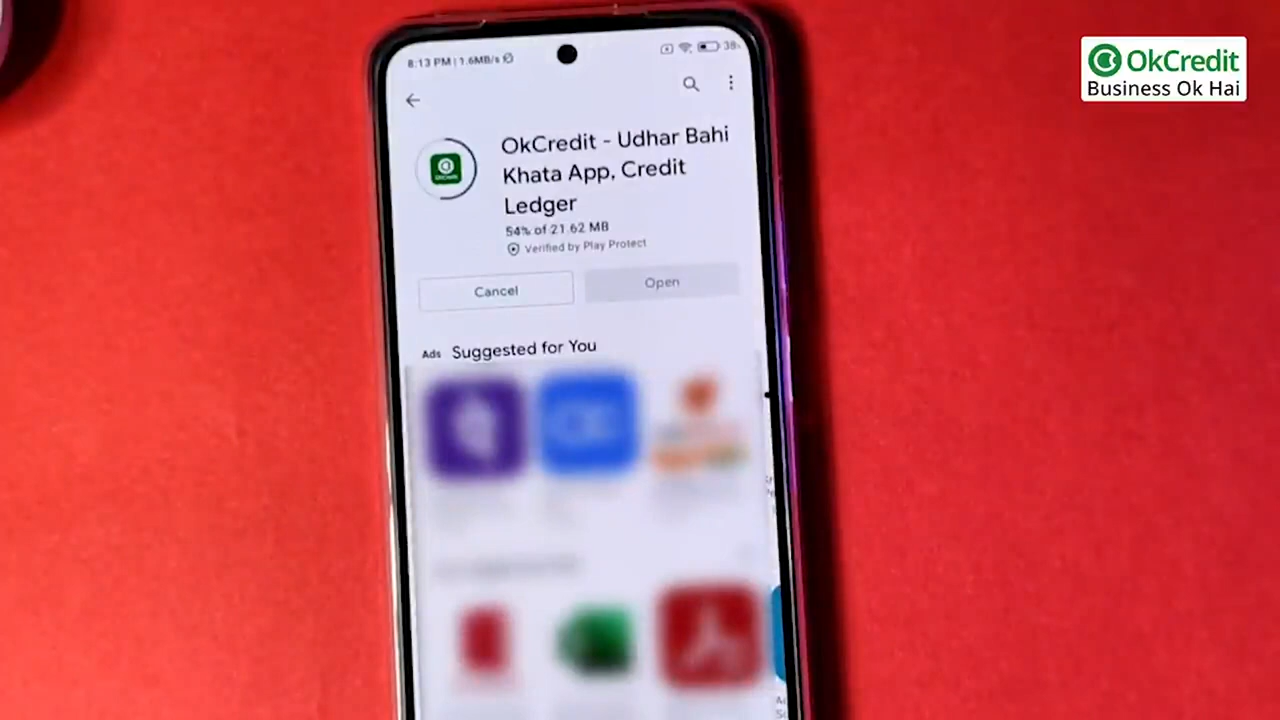 OkCredit
Business Ok Hai
8:13 PM | 1.6MB/s
38
OkCredit - Udhar Bahi
Khata App, Credit
Ledger
54% of 21.62 MB
Verified by Play Protect
Cancel
Open
Ads Suggested for You